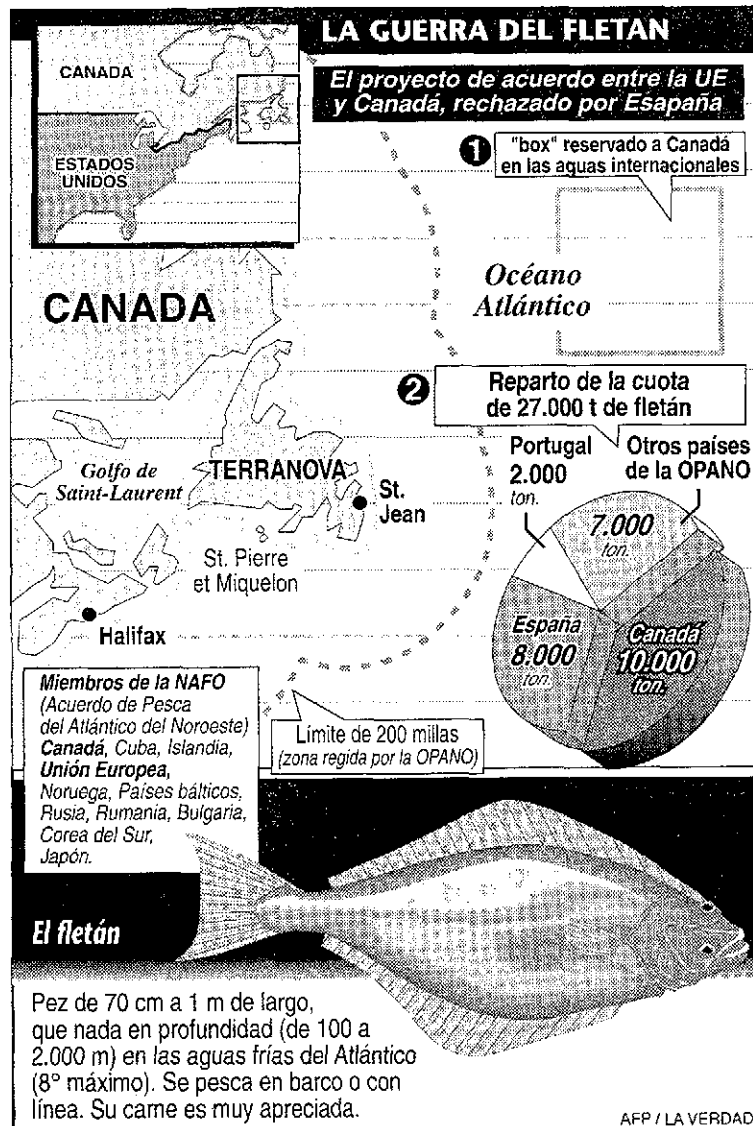 LA GUERRA DEL FLETAN
El proyecto de acuerdo entre la UE
y Canadá, rechazado por Esapaña
CANADA
ESTADOS
UNIDOS
1
"box" reservado a Canadá
en las aguas internacionales
Océano
Atlántico
CANADA
2
Reparto de la cuota
de 27.000 t de fletán
Portugal
2.000
ton.
Otros países
de la OPANO
7.000
ton.
España
8.000
ton.
Canadá
10.000
ton.
Golfo de
Saint-Laurent
TERRANOVA
St.
Jean
St. Pierre
et Miquelon
Halifax
Límite de 200 millas
(zona regida por la OPANO)
Miembros de la NAFO
(Acuerdo de Pesca
del Atlántico del Noroeste)
Canadá, Cuba, Islandia,
Unión Europea,
Noruega, Países bálticos,
Rusia, Rumanía, Bulgaria,
Corea del Sur,
Japón.
El fletán
Pez de 70 cm a 1 m de largo,
que nada en profundidad (de 100 a
2.000 m) en las aguas frías del Atlántico
(8° máximo). Se pesca en barco o con
línea. Su carne es muy apreciada.
AFP / LA VERDAD